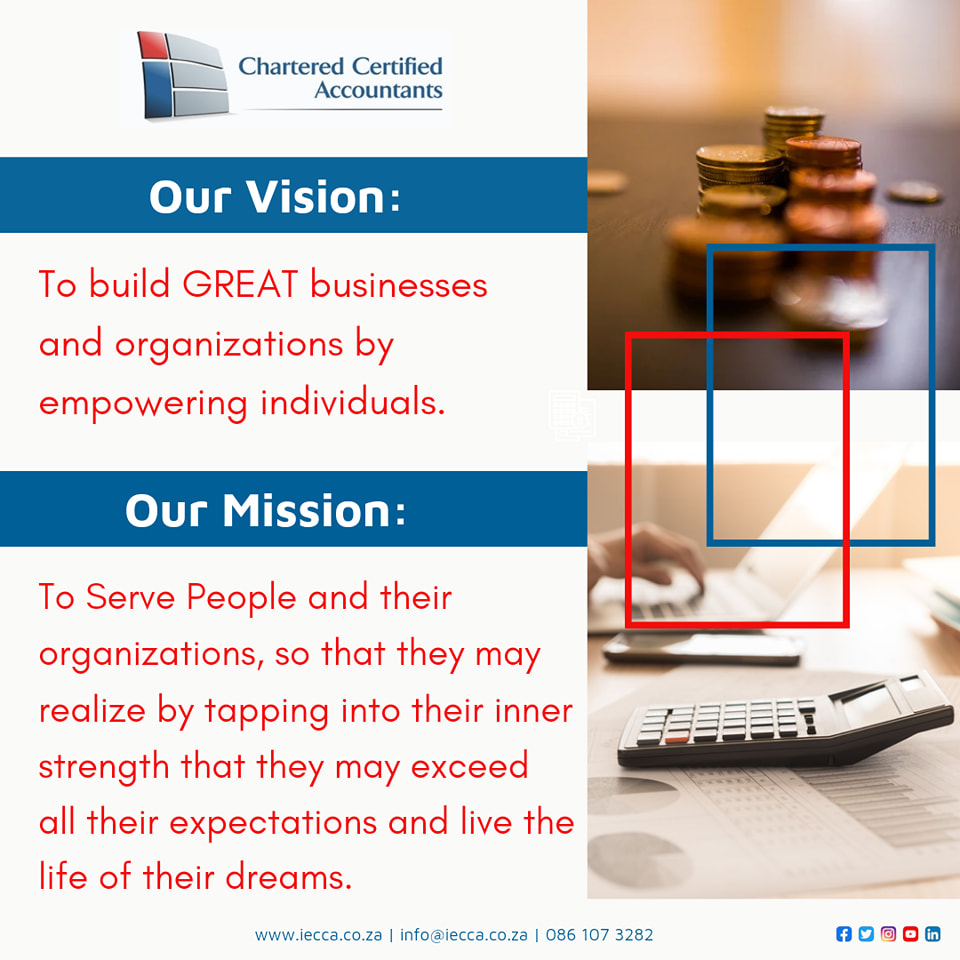 Chartered Certified
Accountants
Our Vision:
To build GREAT businesses
and organizations by
empowering individuals.
Our Mission:
To Serve People and their
organizations, so that they may
realize by tapping into their inner
strength that they may exceed
all their expectations and live the
life of their dreams.
www.iecca.co.za | info@iecca.co.za | 086 107 3282